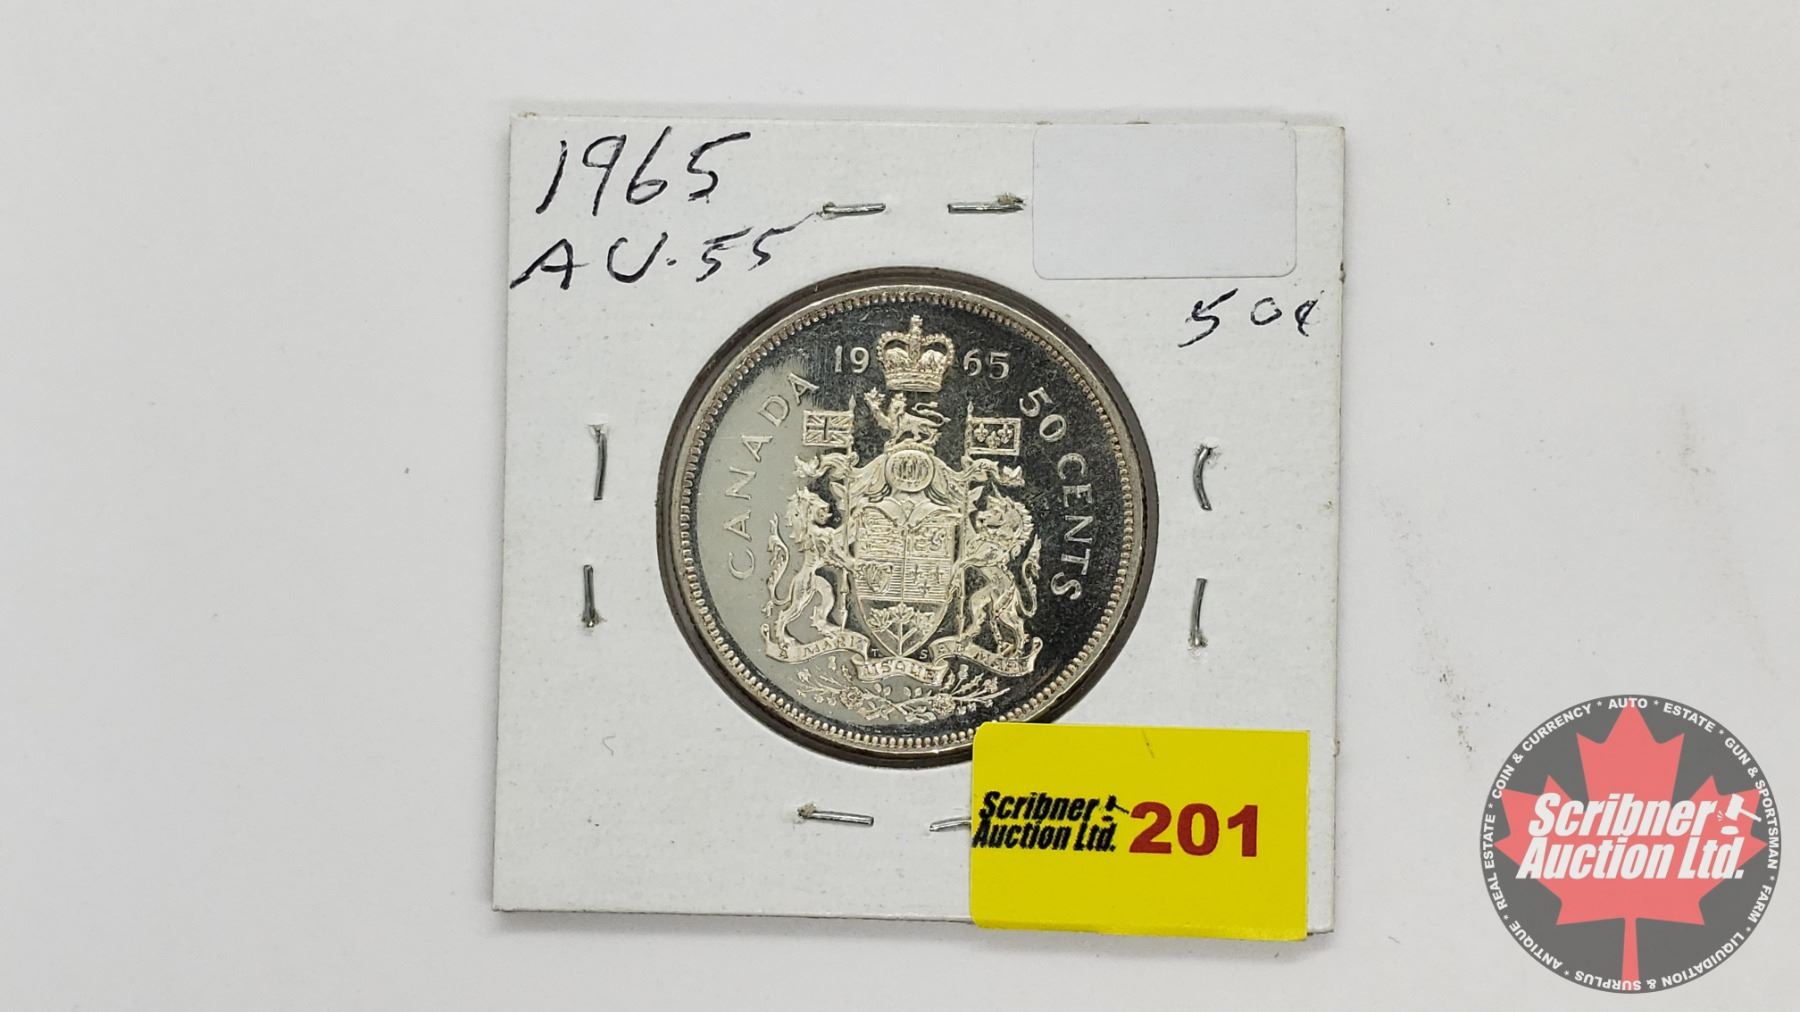 1965
AU-55
50¢
19 65
CANADA
50 CENTS
A MARI
USQUE
AD MARE
Scribner
Auction Ltd.
201
Scribner
Auction Ltd.
REAL ESTATE * COIN & CURRENCY * AUTO * ESTATE * GUN & SPORTSMAN * FARM * LIQUIDATION & SURPLUS * ANTIQUE *